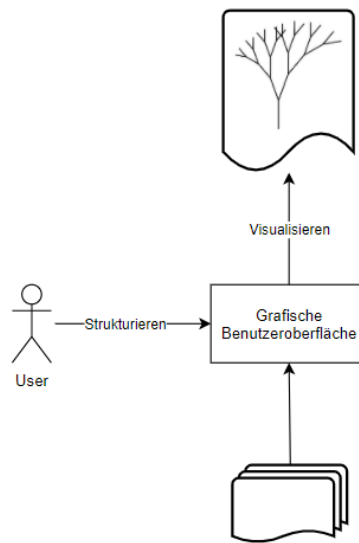 Visualisieren
Strukturieren
Grafische
Benutzeroberfläche
User